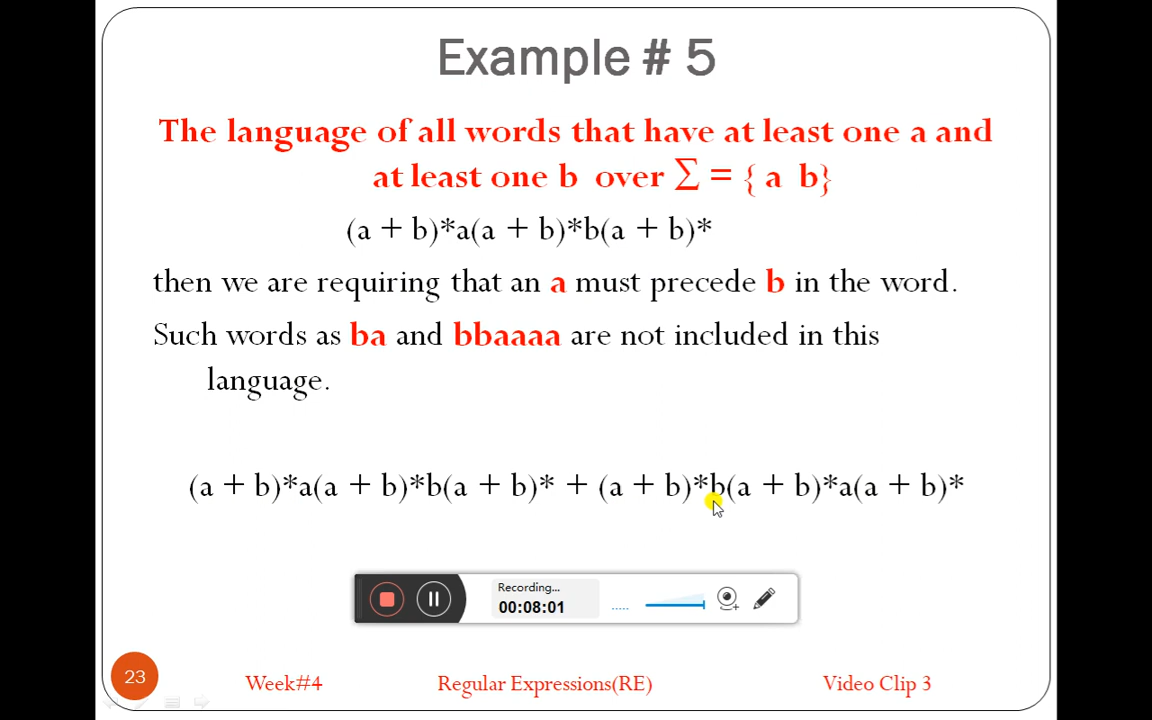 Example # 5
The language of all words that have at least one a and
at least one b over Σ = { a b}
(a + b)*a(a + b)*b(a + b)*
then we are requiring that an a must precede b in the word.
Such words as ba and bbaaaa are not included in this
language.
(a + b)*a(a + b)*b(a + b)* + (a + b)*b(a + b)*a(a + b)*
Recording...
00:08:01
23
Week#4
Regular Expressions(RE)
Video Clip 3